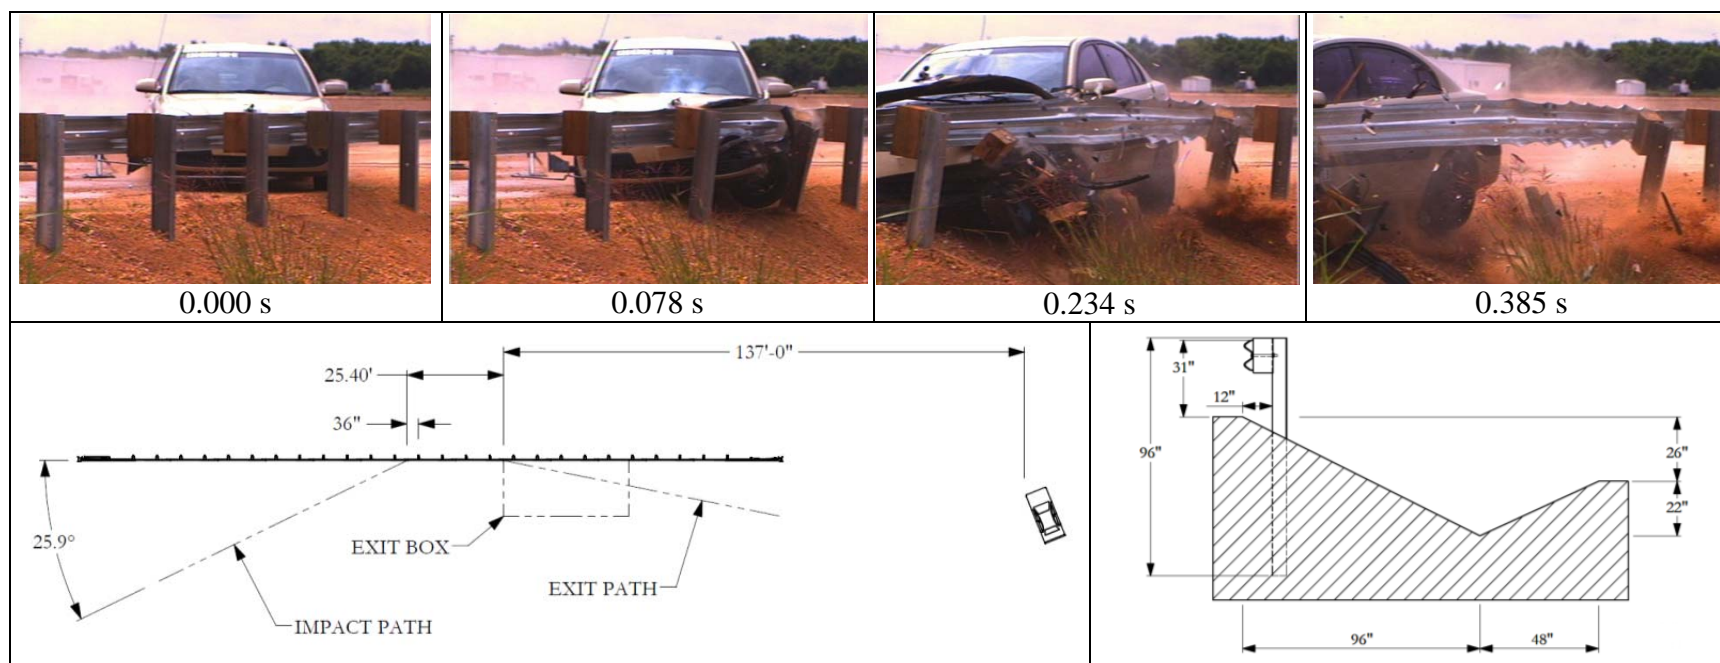 0.000 s
0.078 s
0.234 s
0.385 s
137'-0"
25.40'
36"
25.9°
EXIT BOX
EXIT PATH
IMPACT PATH
31"
12"
96"
26"
22"
96"
48"